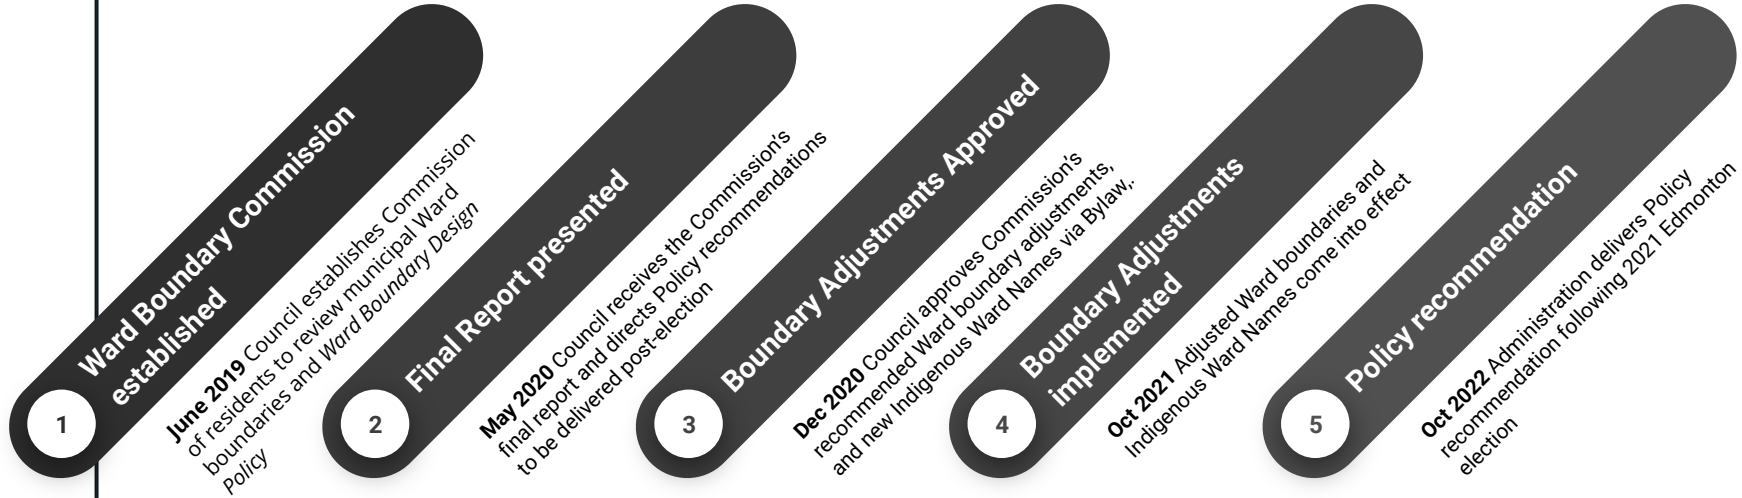 1
Ward Boundary Commission
established
June 2019 Council establishes Commission
of residents to review municipal Ward
boundaries and Ward Boundary Design
Policy
2
Final Report presented
May 2020 Council receives the Commission's
final report and directs Policy recommendations
to be delivered post-election
3
Boundary Adjustments Approved
Dec 2020 Council approves Commission's
recommended Ward boundary adjustments,
and new Indigenous Ward Names via Bylaw,.
4
Boundary Adjustments
implemented
Oct 2021 Adjusted Ward boundaries and
Indigenous Ward Names come into effect
5
Policy recommendation
Oct 2022 Administration delivers Policy
recommendation following 2021 Edmonton
election